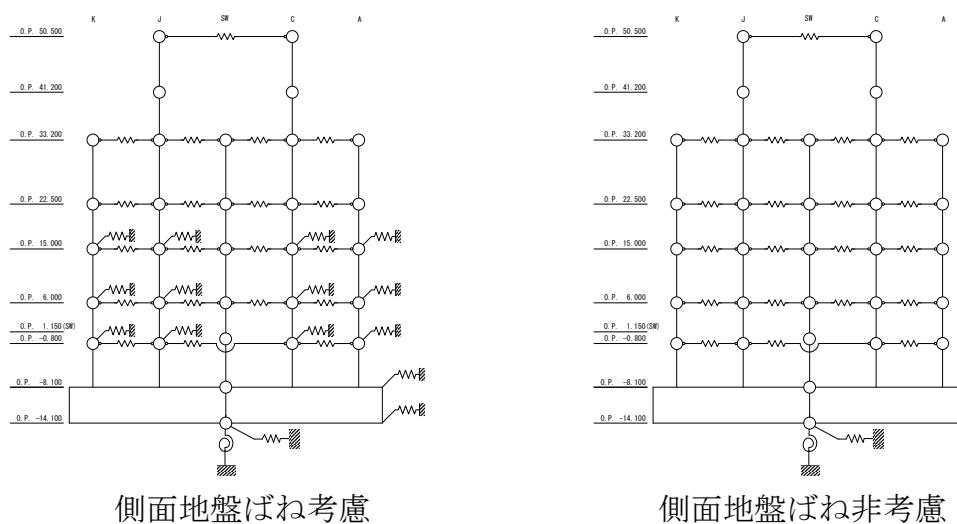 K J SW C A
O.P. 50.500
O.P. 41.200
O.P. 33.200
O.P. 22.500
O.P. 15.000
O.P. 6.000
O.P. 1.150(SW)
O.P. -0.800
O.P. -8.100
O.P. -14.100
側面地盤ばね考慮
K J SW C A
O.P. 50.500
O.P. 41.200
O.P. 33.200
O.P. 22.500
O.P. 15.000
O.P. 6.000
O.P. 1.150(SW)
O.P. -0.800
O.P. -8.100
O.P. -14.100
側面地盤ばね非考慮